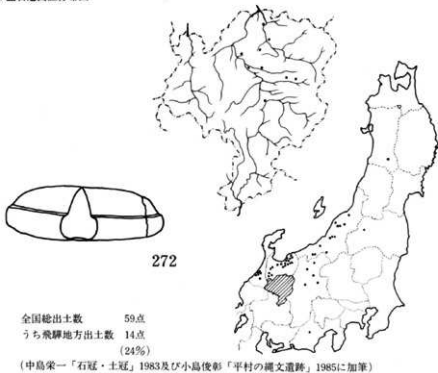 272
全国総出土数 59点
うち飛驒地方出土数 14点
(24%)
(中島栄一「石冠・土冠」1983及び小島俊彰「平村の縄文遺跡」1985に加筆)